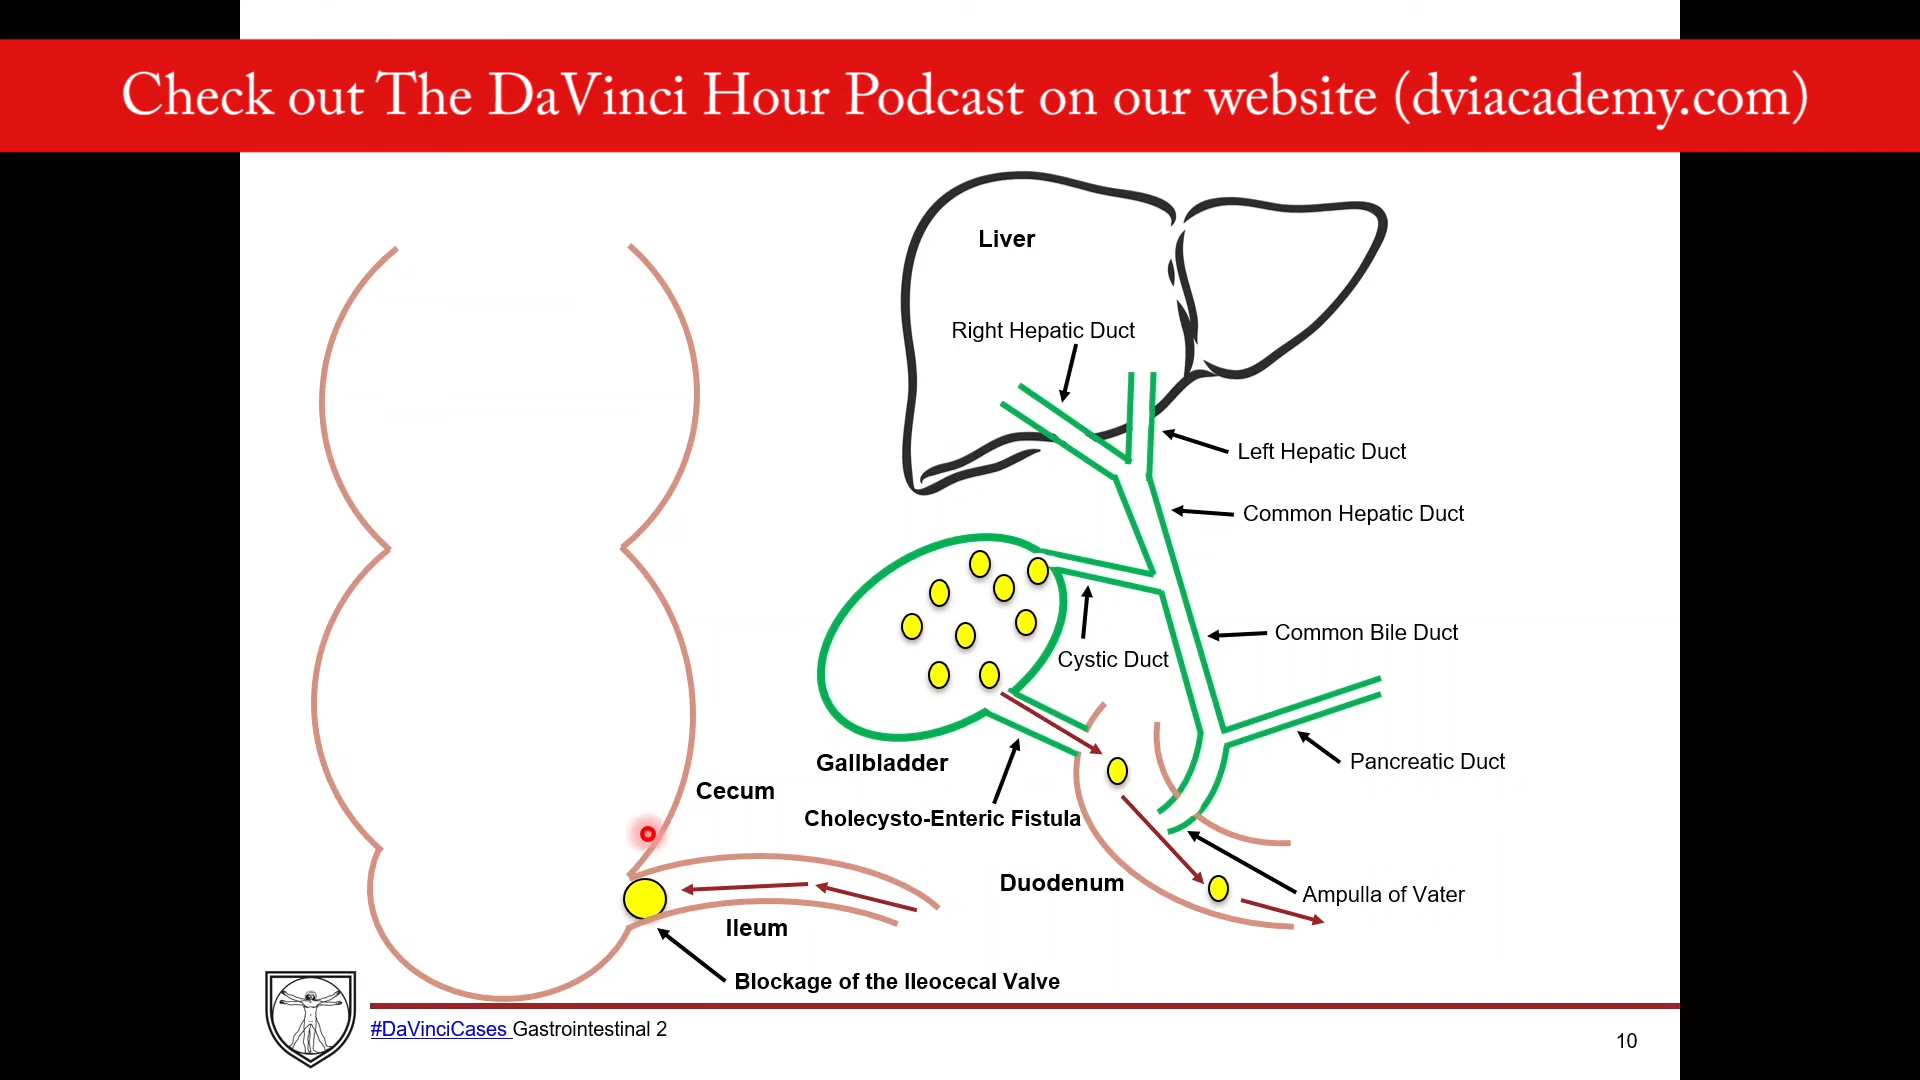 Check out The DaVinci Hour Podcast on our website (dviacademy.com)
Liver
Right Hepatic Duct
Left Hepatic Duct
Common Hepatic Duct
Common Bile Duct
Cystic Duct
Pancreatic Duct
Gallbladder
Cecum
Cholecysto-Enteric Fistula
Duodenum
Ampulla of Vater
Ileum
Blockage of the Ileocecal Valve
#DaVinciCases Gastrointestinal 2
10